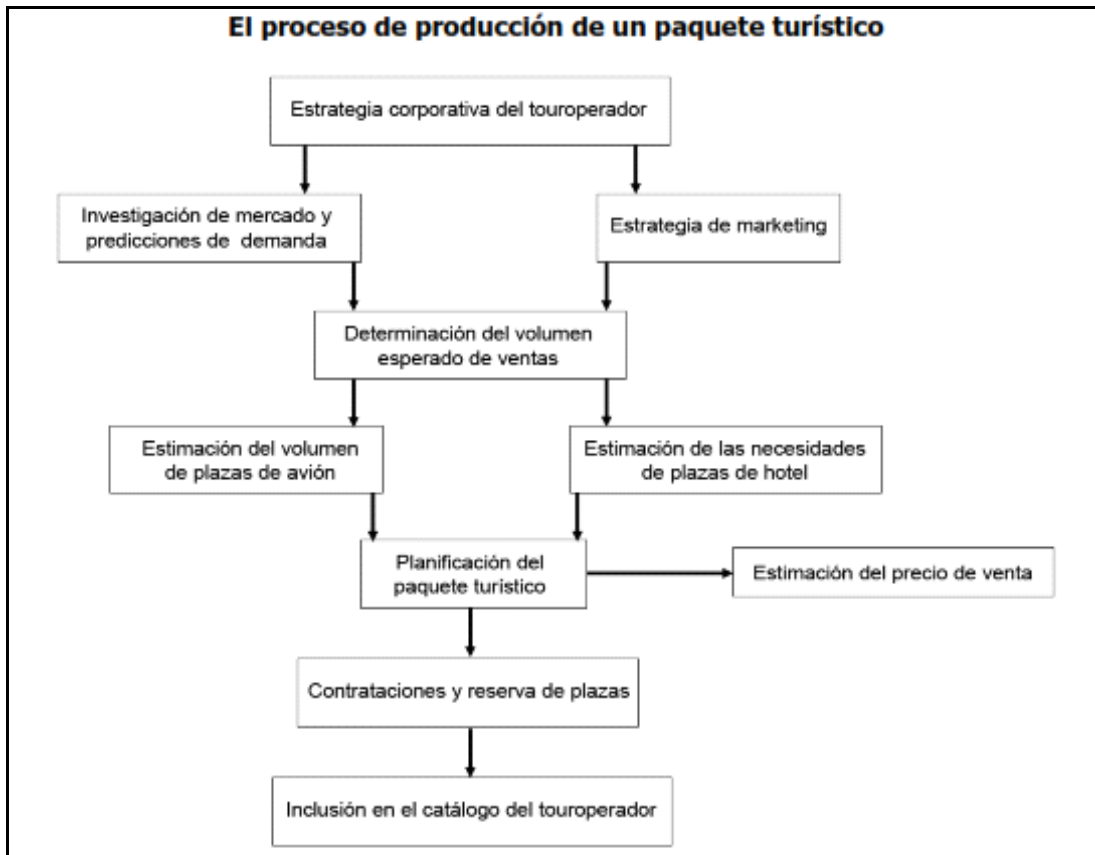 El proceso de producción de un paquete turístico
Estrategia corporativa del touroperador
Investigación de mercado y
predicciones de demanda
Estrategia de marketing
Determinación del volumen
esperado de ventas
Estimación del volumen
de plazas de avión
Estimación de las necesidades
de plazas de hotel
Planificación del
paquete turístico
Estimación del precio de venta
Contrataciones y reserva de plazas
Inclusión en el catálogo del touroperador